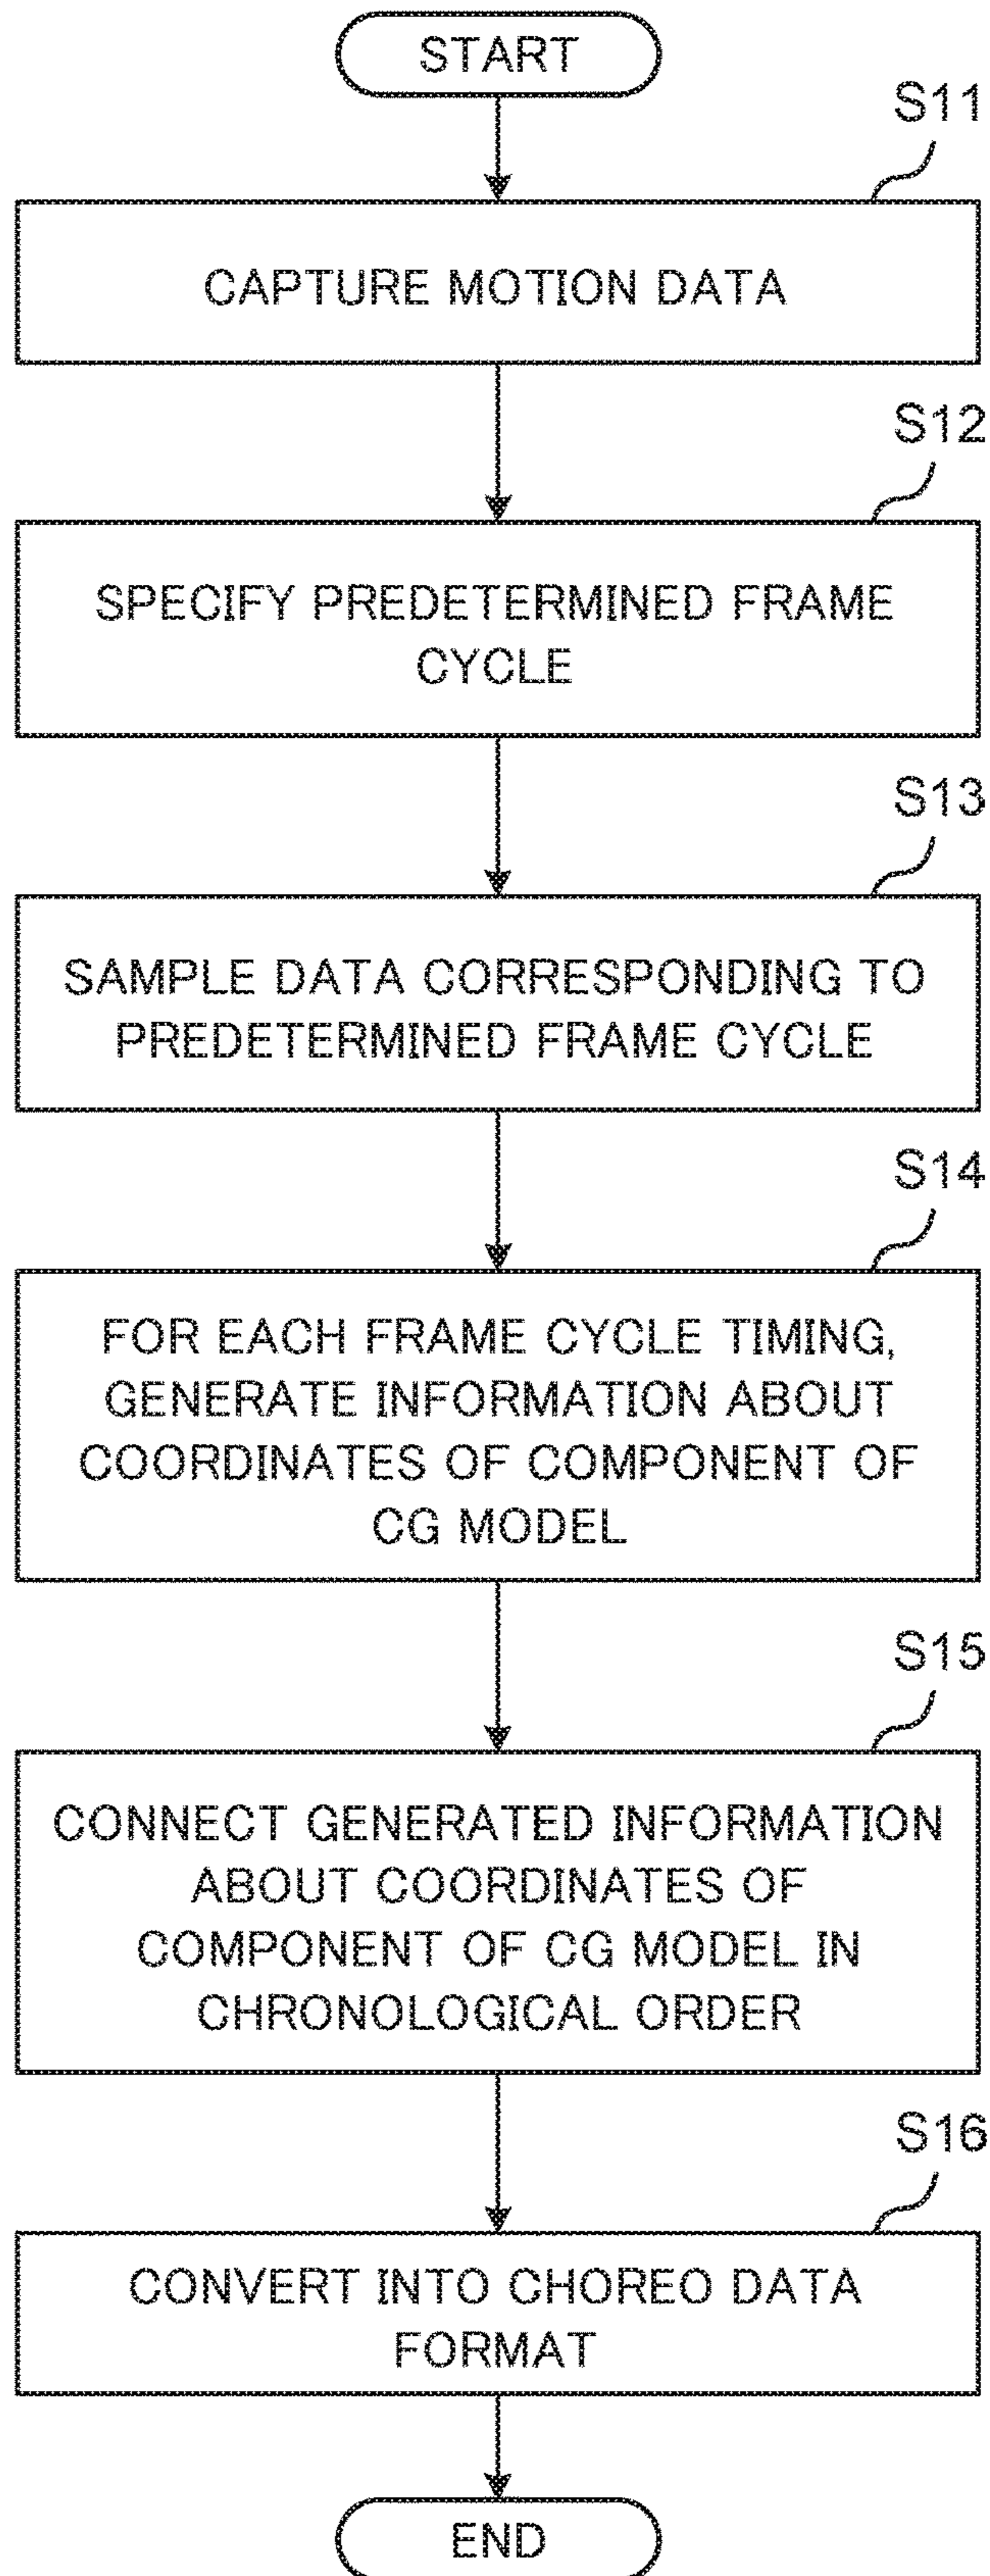 START
S11
CAPTURE MOTION DATA
S12
SPECIFY PREDETERMINED FRAME
CYCLE
S13
SAMPLE DATA CORRESPONDING TO
PREDETERMINED FRAME CYCLE
S14
FOR EACH FRAME CYCLE TIMING,
GENERATE INFORMATION ABOUT
COORDINATES OF COMPONENT OF
CG MODEL
S15
CONNECT GENERATED INFORMATION
ABOUT COORDINATES OF
COMPONENT OF CG MODEL IN
CHRONOLOGICAL ORDER
S16
CONVERT INTO CHOREO DATA
FORMAT
END